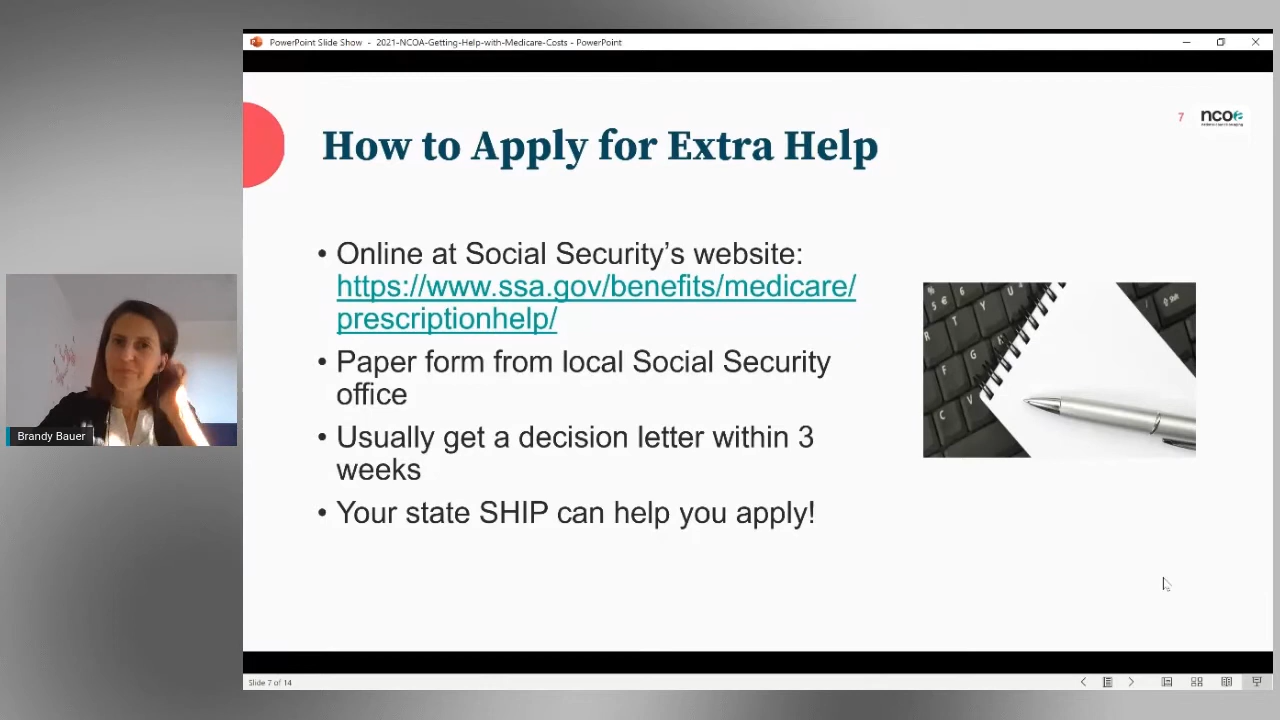 PowerPoint Slide Show - 2021-NCOA-Getting-Help-with-Medicare-Costs - PowerPoint
7
nco
How to Apply for Extra Help
• Online at Social Security's website:
https://www.ssa.gov/benefits/medicare/
prescriptionhelp/
• Paper form from local Social Security
office
• Usually get a decision letter within 3
weeks
• Your state SHIP can help you apply!
Brandy Bauer
Slide 7 of 14